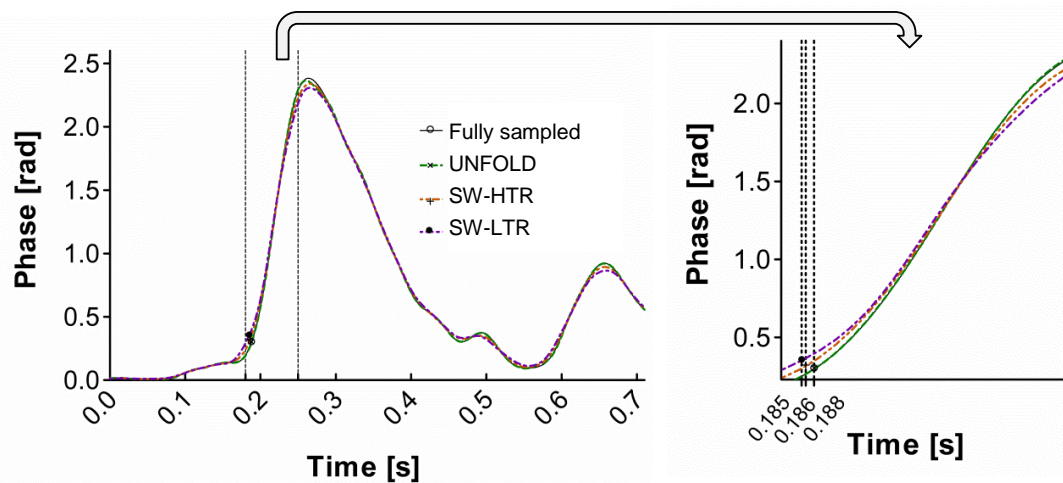 2.5
2.0
1.5
1.0
0.5
0.0
Phase [rad]
Fully sampled
UNFOLD
SW-HTR
SW-LTR
0.0 0.1 0.2 0.3 0.4 0.5 0.6 0.7
Time [s]
2.0
1.5
1.0
0.5
Phase [rad]
0.185 0.186 0.188
Time [s]